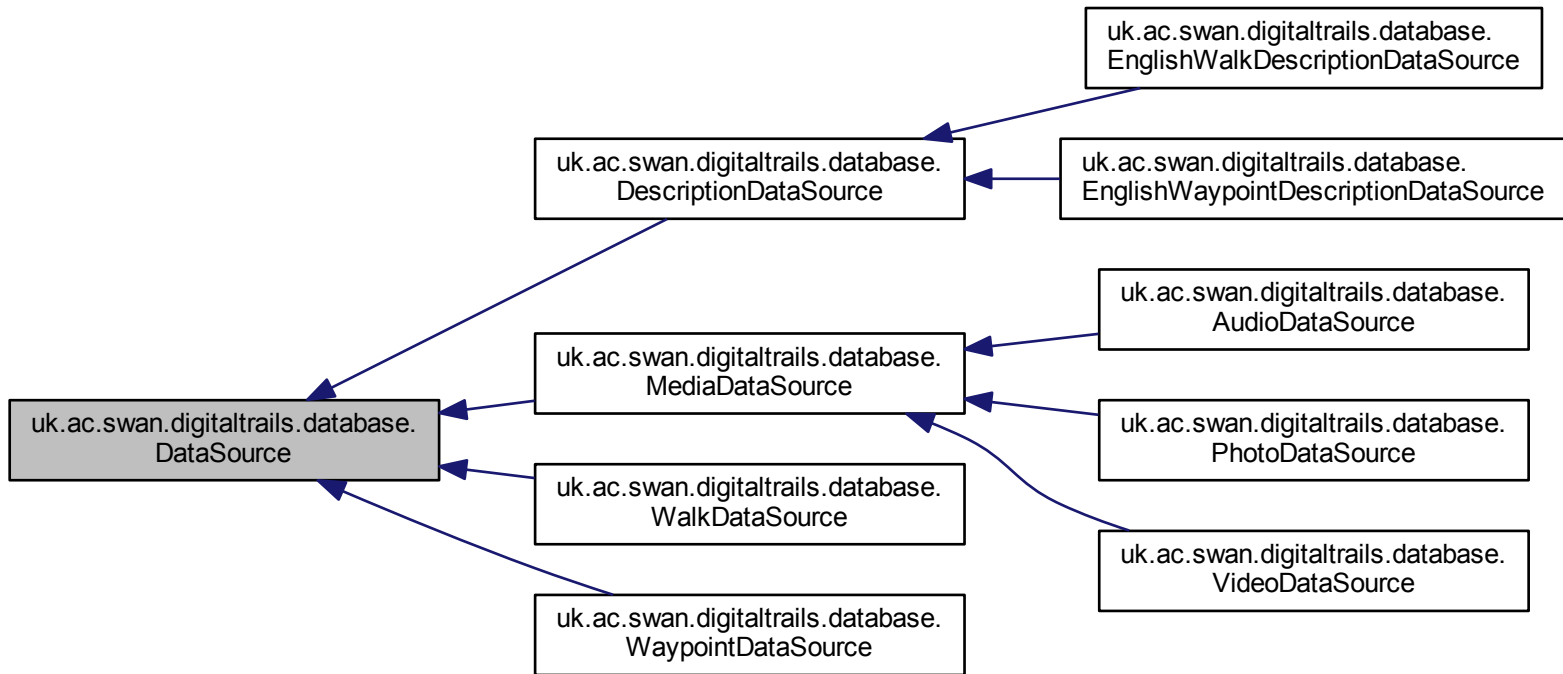 uk.ac.swan.digitaltrails.database.
EnglishWalkDescriptionDataSource
uk.ac.swan.digitaltrails.database.
DescriptionDataSource
uk.ac.swan.digitaltrails.database.
EnglishWaypointDescriptionDataSource
uk.ac.swan.digitaltrails.database.
AudioDataSource
uk.ac.swan.digitaltrails.database.
MediaDataSource
uk.ac.swan.digitaltrails.database.
DataSource
uk.ac.swan.digitaltrails.database.
PhotoDataSource
uk.ac.swan.digitaltrails.database.
WalkDataSource
uk.ac.swan.digitaltrails.database.
VideoDataSource
uk.ac.swan.digitaltrails.database.
WaypointDataSource